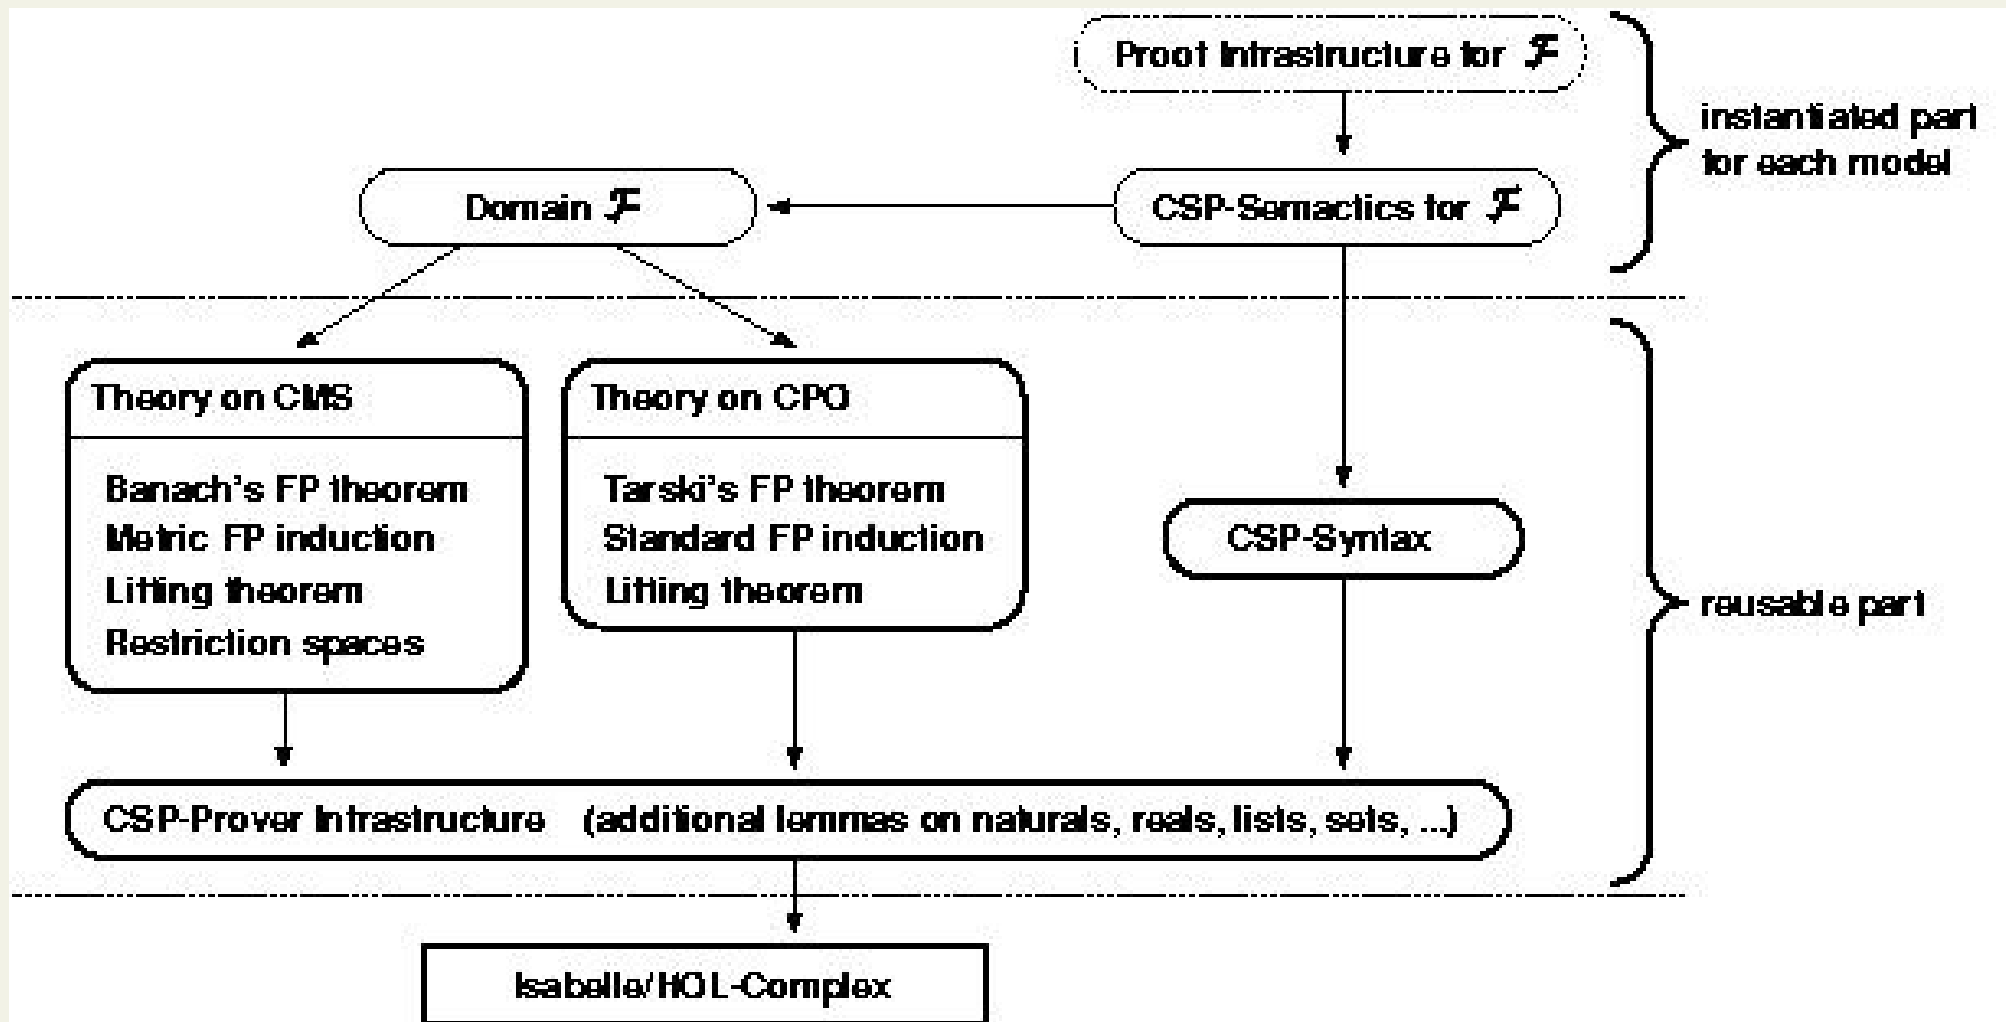 Proof Infrastructure for ℱ
instantiated part
for each model
Domain ℱ
CSP-Semactics for ℱ
Theory on CMS
Banach's FP theorem
Metric FP induction
Lifting theorem
Restriction spaces
Theory on CPO
Tarski's FP theorem
Standard FP induction
Lifting theorem
CSP-Syntax
reusable part
CSP-Prover Infrastructure (additional lemmas on naturals, reals, lists, sets, ...)
Isabelle/HOL-Complex